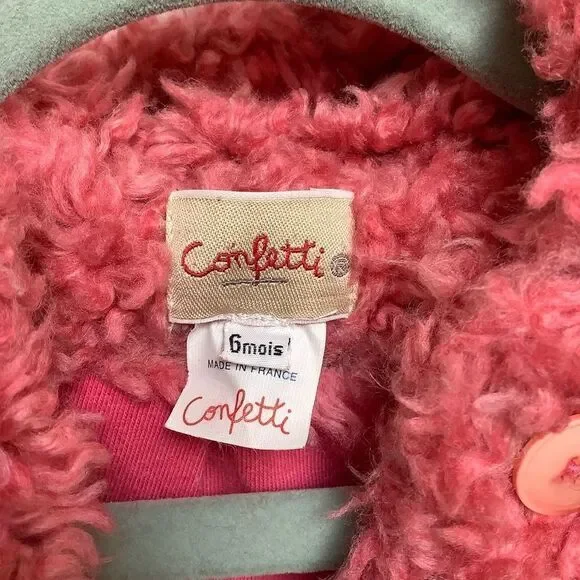 Confetti ®
6mois
MADE IN FRANCE
Confetti